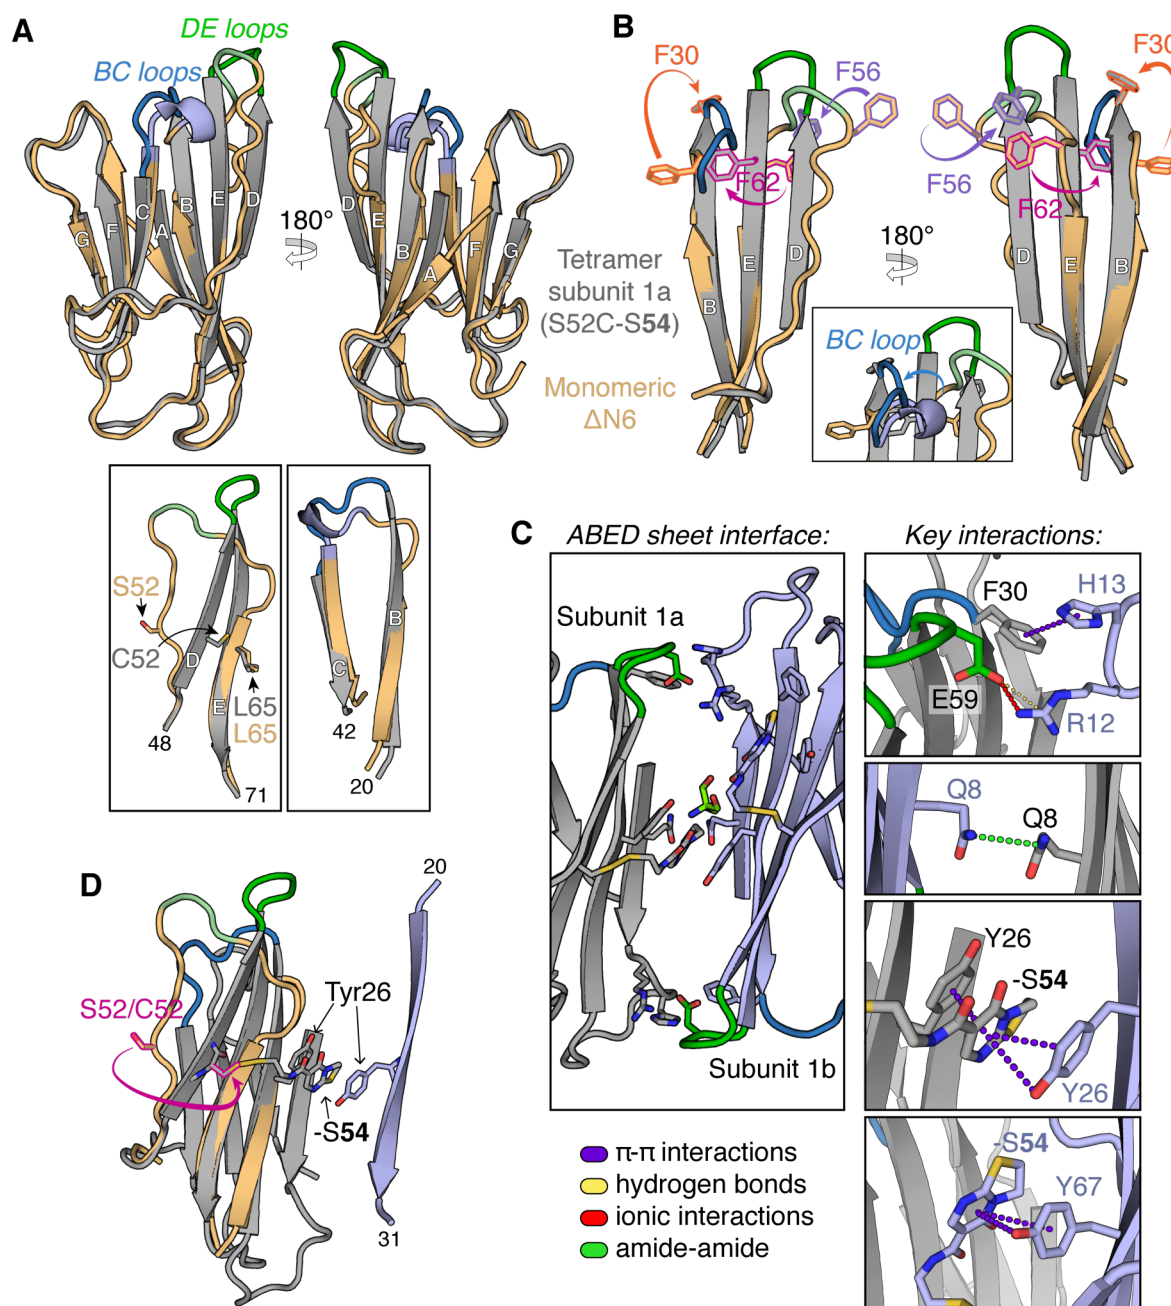 A
DE loops
BC loops
G
F
C
A
B
E
D
180°
D
E
B
A
F
G
Tetramer
subunit 1a
(S52C-S54)
Monomeric
ΔN6
S52
C52
D
E
L65
L65
48
71
C
B
42
20
B
F30
F56
F62
B
E
D
180°
F30
F56
F62
D
E
B
BC loop
C
ABED sheet interface:
Subunit 1a
Subunit 1b
Key interactions:
F30
H13
E59
R12
Q8
Q8
Y26
-S54
Y26
-S54
Y67
π-π interactions
hydrogen bonds
ionic interactions
amide-amide
D
20
S52/C52
Tyr26
-S54
31